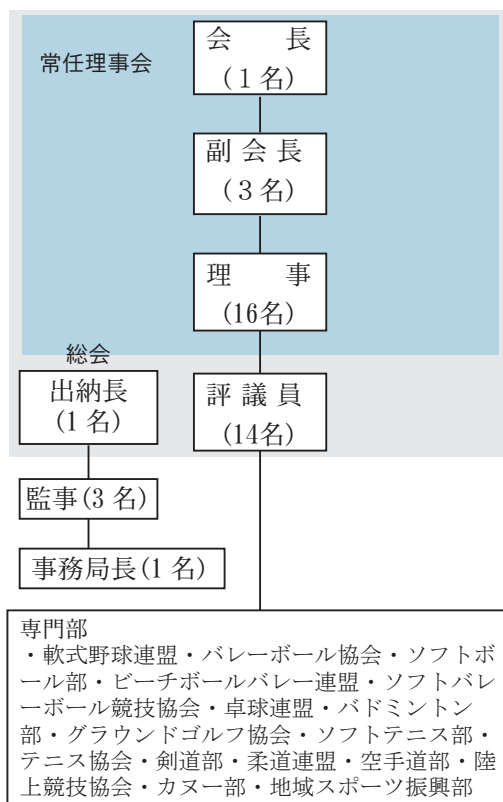 常任理事会
会　　長
(1名)
副 会 長
(3名)
理　　事
(16名)
総会
出納長
(1名)
評 議 員
(14名)
監事(3 名)
事務局長(1 名)
専門部
・軟式野球連盟・バレーボール協会・ソフトボ
ール部・ビーチボールバレー連盟・ソフトバレ
ーボール競技協会・卓球連盟・バドミントン
部・グラウンドゴルフ協会・ソフトテニス部・
テニス協会・剣道部・柔道連盟・空手道部・陸
上競技協会・カヌー部・地域スポーツ振興部